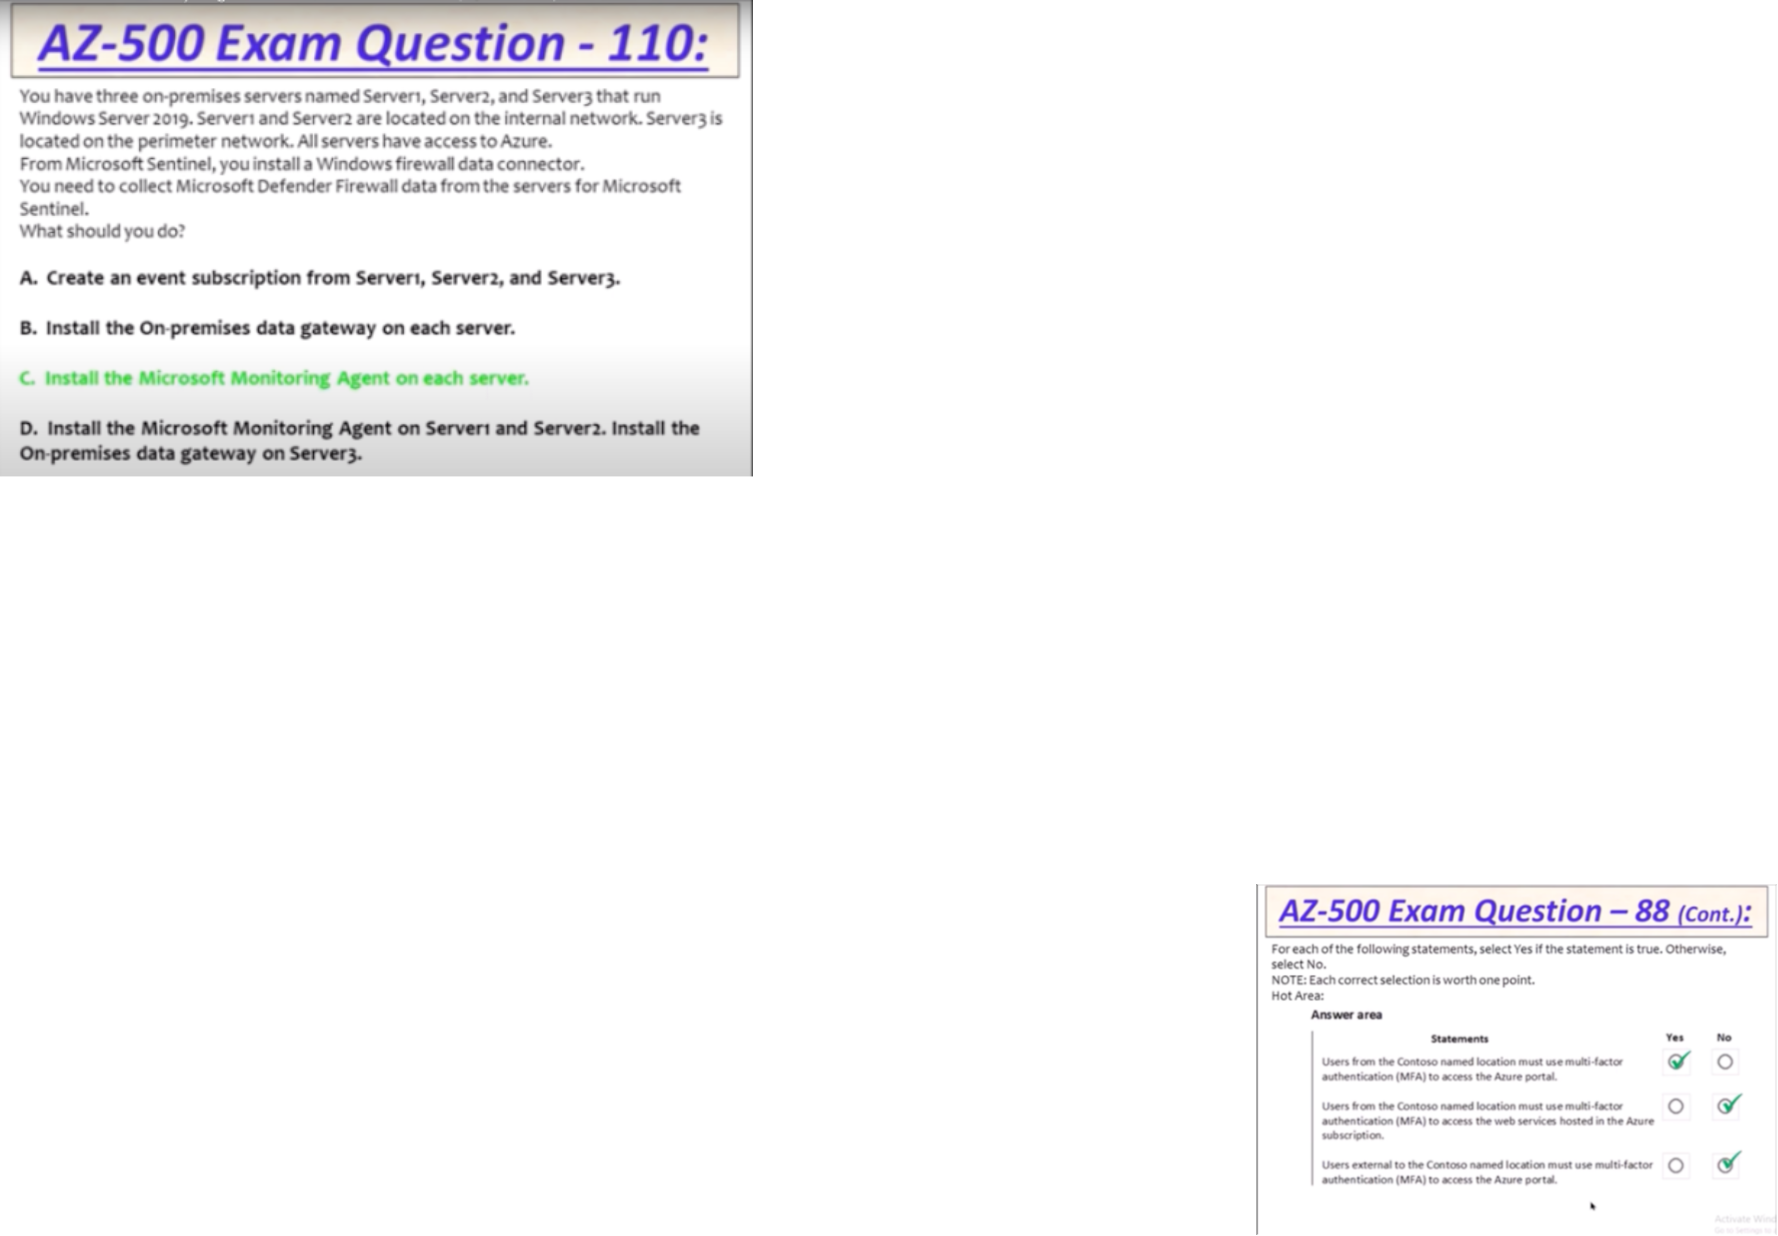 AZ-500 Exam Question - 110:
You have three on-premises servers named Server1, Server2, and Server3 that run
Windows Server 2019. Server1 and Server2 are located on the internal network. Server3 is
located on the perimeter network. All servers have access to Azure.
From Microsoft Sentinel, you install a Windows firewall data connector.
You need to collect Microsoft Defender Firewall data from the servers for Microsoft
Sentinel.
What should you do?
A. Create an event subscription from Server1, Server2, and Server3.
B. Install the On-premises data gateway on each server.
C. Install the Microsoft Monitoring Agent on each server.
D. Install the Microsoft Monitoring Agent on Server1 and Server2. Install the
On-premises data gateway on Server3.
AZ-500 Exam Question – 88 (Cont.):
For each of the following statements, select Yes if the statement is true. Otherwise,
select No.
NOTE: Each correct selection is worth one point.
Hot Area:
Answer area
Statements Yes No
Users from the Contoso named location must use multi-factor
authentication (MFA) to access the Azure portal.
Users from the Contoso named location must use multi-factor
authentication (MFA) to access the web services hosted in the Azure
subscription.
Users external to the Contoso named location must use multi-factor
authentication (MFA) to access the Azure portal.
Activate Wind